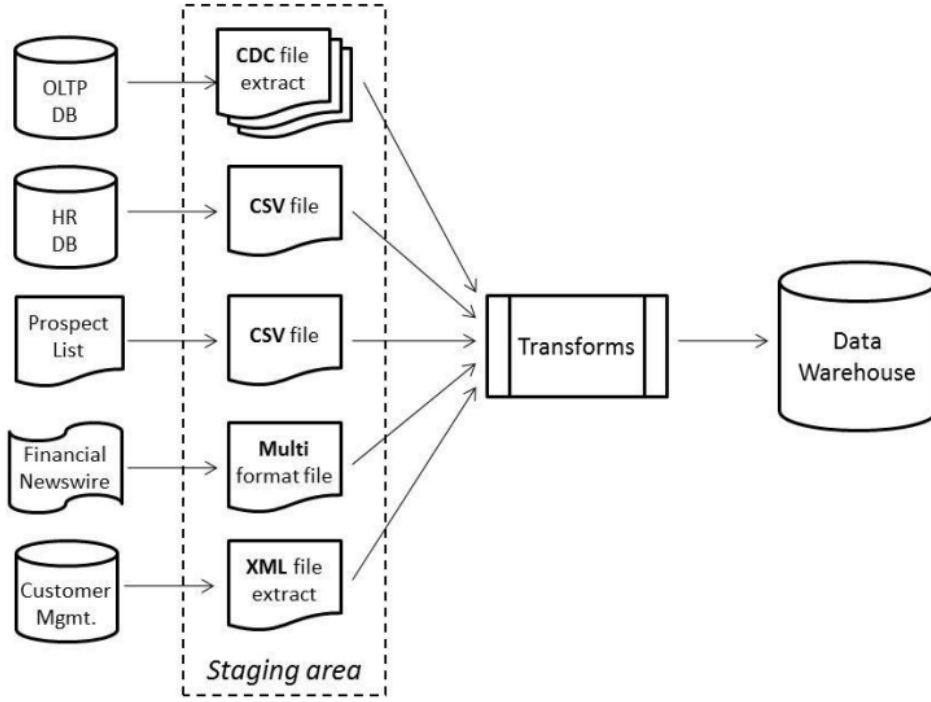 OLTP
DB
CDC file
extract
HR
DB
CSV file
Prospect
List
CSV file
Transforms
Data
Warehouse
Financial
Newswire
Multi
format file
Customer
Mgmt.
XML file
extract
Staging area